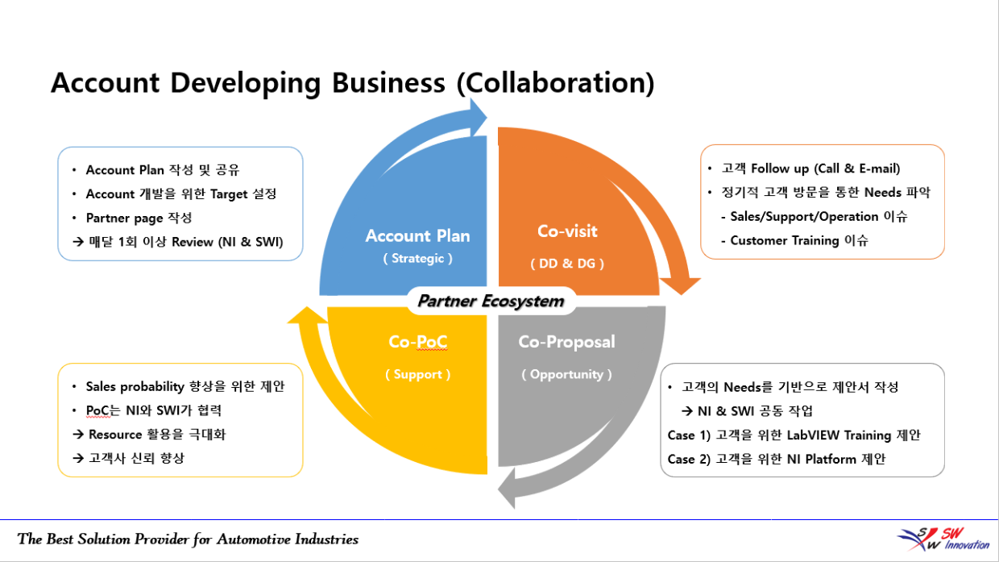 Account Developing Business (Collaboration)
• Account Plan 작성 및 공유
• Account 개발을 위한 Target 설정
• Partner page 작성
→ 매달 1회 이상 Review (NI & SWI)
Account Plan
( Strategic )
Co-visit
( DD & DG )
• 고객 Follow up (Call & E-mail)
• 정기적 고객 방문을 통한 Needs 파악
- Sales/Support/Operation 이슈
- Customer Training 이슈
Partner Ecosystem
• Sales probability 향상을 위한 제안
• PoC는 NI와 SWI가 협력
→ Resource 활용을 극대화
→ 고객사 신뢰 향상
Co-PoC
( Support )
Co-Proposal
( Opportunity )
• 고객의 Needs를 기반으로 제안서 작성
→ NI & SWI 공동 작업
Case 1) 고객을 위한 LabVIEW Training 제안
Case 2) 고객을 위한 NI Platform 제안
The Best Solution Provider for Automotive Industries
S W SW
Innovation